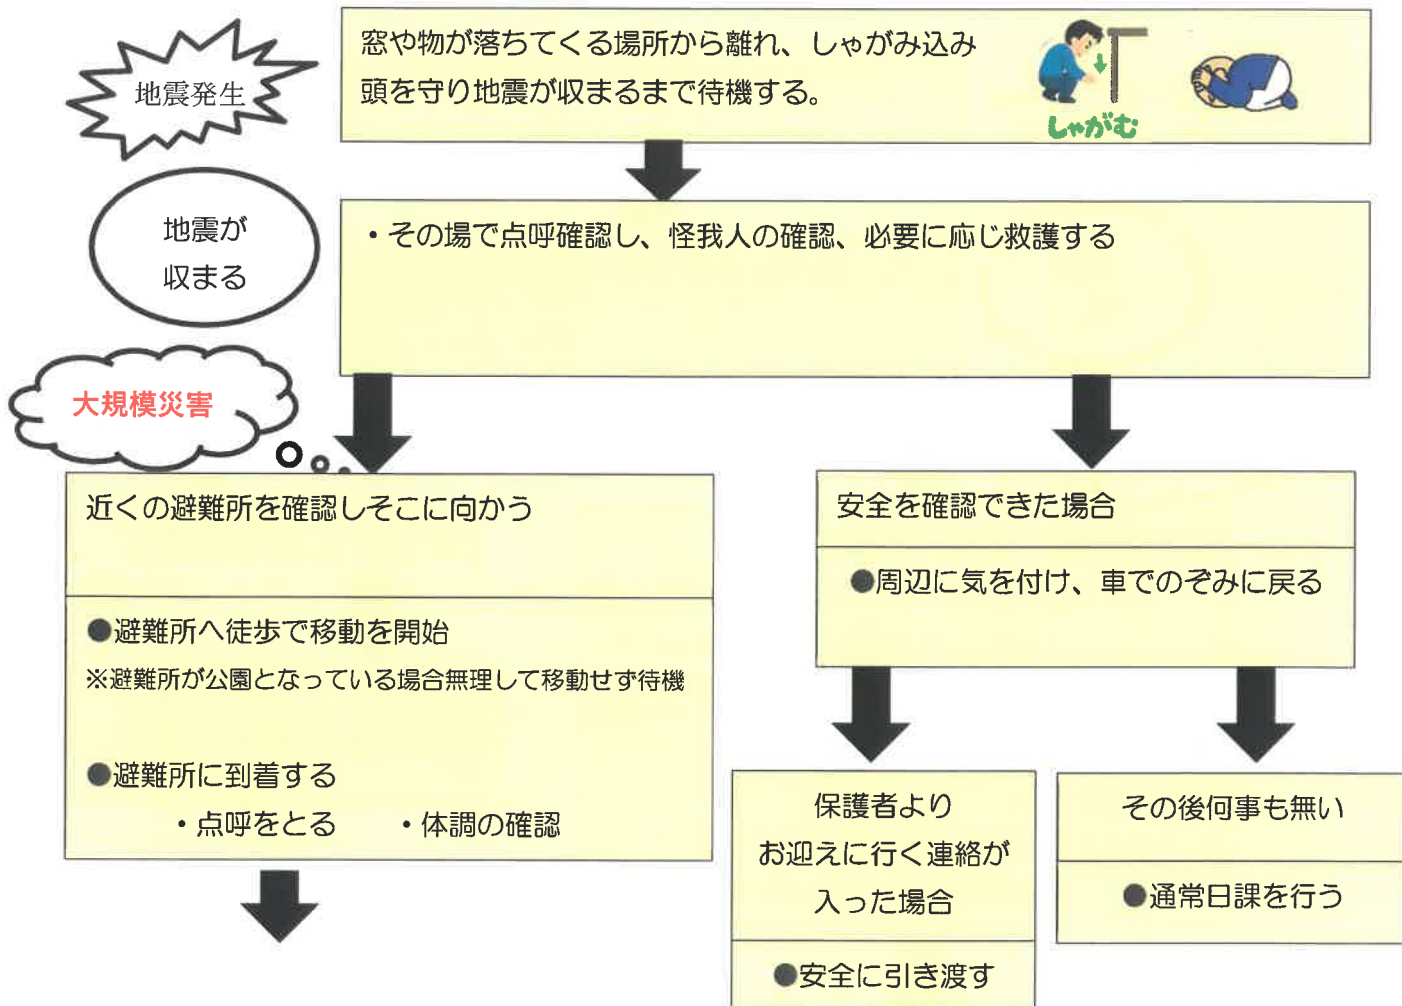 地震発生
窓や物が落ちてくる場所から離れ、しゃがみ込み
頭を守り地震が収まるまで待機する。
しゃがむ
地震が
収まる
・その場で点呼確認し、怪我人の確認、必要に応じ救護する
大規模災害
近くの避難所を確認しそこに向かう
●避難所へ徒歩で移動を開始
※避難所が公園となっている場合無理して移動せず待機
●避難所に到着する
・点呼をとる ・体調の確認
安全を確認できた場合
●周辺に気を付け、車でのぞみに戻る
保護者より
お迎えに行く連絡が
入った場合
●安全に引き渡す
その後何事も無い
●通常日課を行う